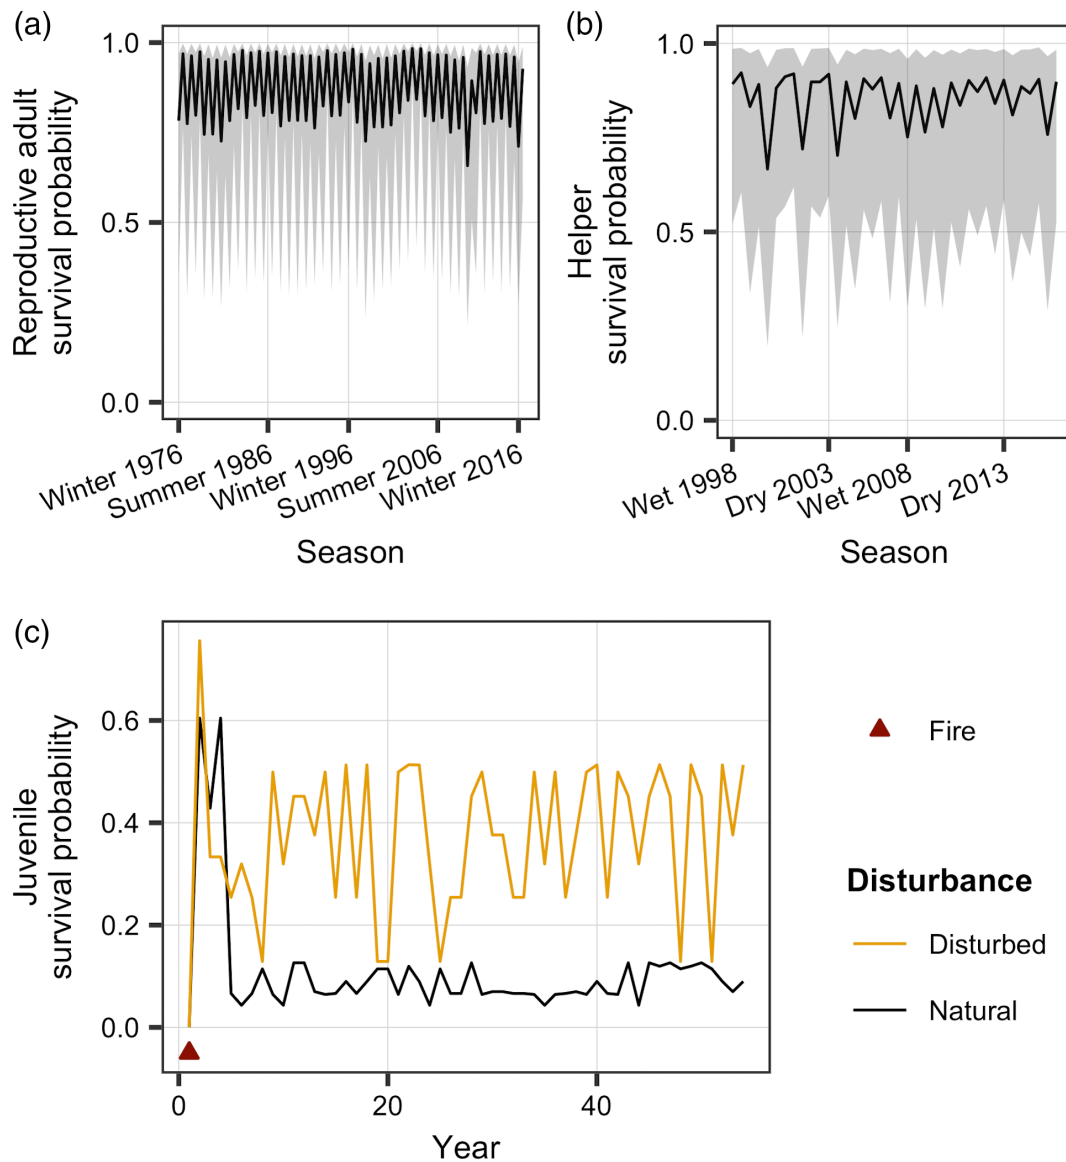 (a)
Reproductive adult
survival probability
1.0
0.5
0.0
Winter 1976
Summer 1986
Winter 1996
Summer 2006
Winter 2016
Season
(b)
Helper
survival probability
1.0
0.5
0.0
Wet 1998
Dry 2003
Wet 2008
Dry 2013
Season
(c)
Juvenile
survival probability
0.6
0.4
0.2
0.0
0
20
40
Year
Fire
Disturbance
Disturbed
Natural